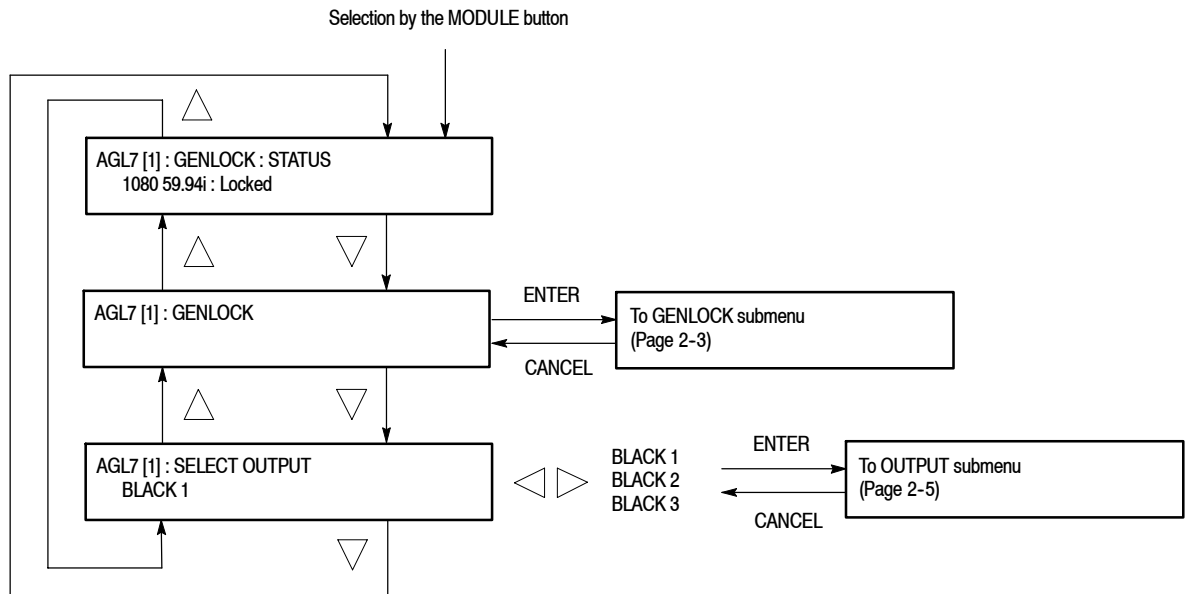 Selection by the MODULE button
AGL7 [1] : GENLOCK : STATUS
1080 59.94i : Locked
AGL7 [1] : GENLOCK
ENTER
CANCEL
To GENLOCK submenu
(Page 2-3)
AGL7 [1] : SELECT OUTPUT
BLACK 1
BLACK 1
BLACK 2
BLACK 3
ENTER
CANCEL
To OUTPUT submenu
(Page 2-5)